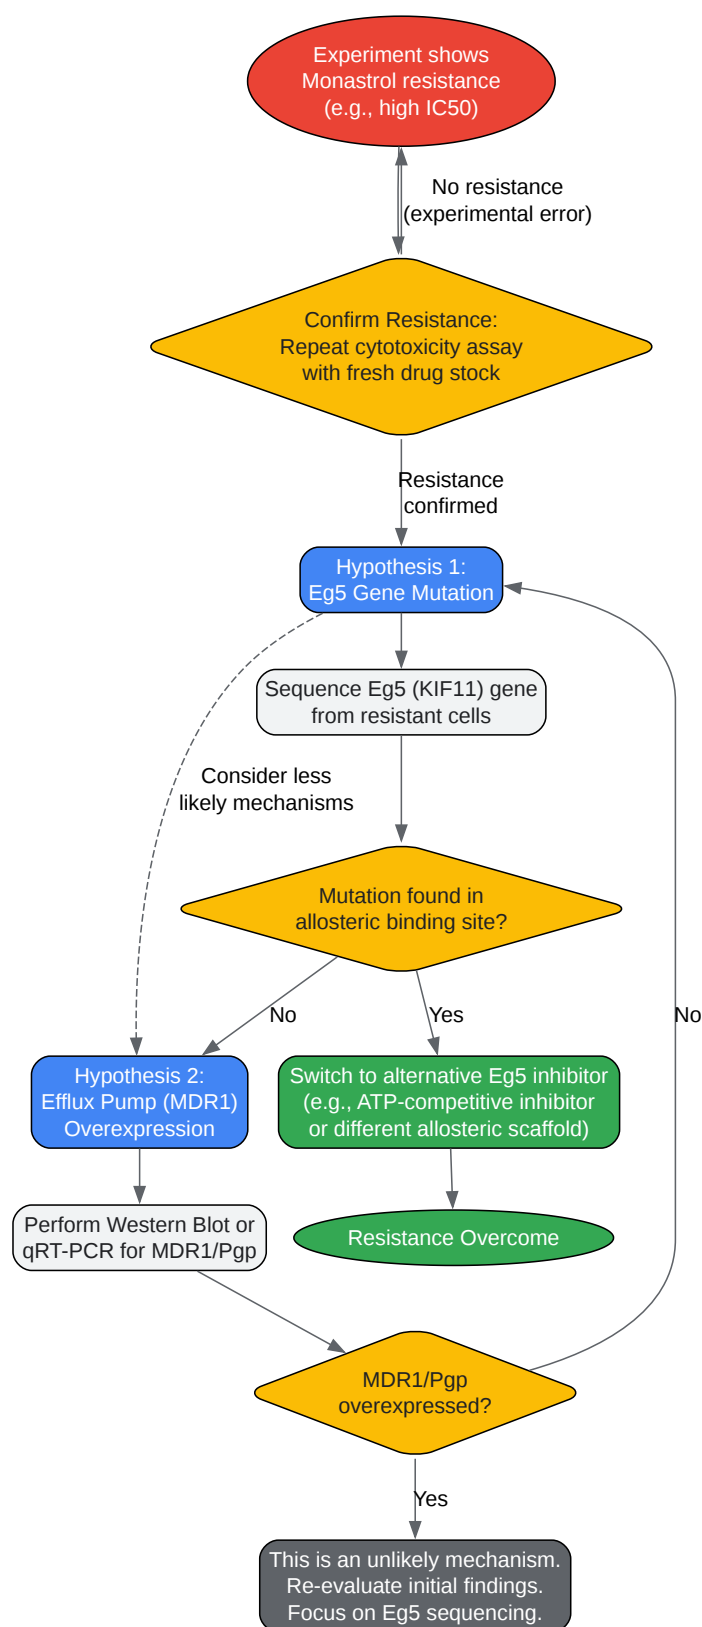 Experiment shows
Monastrol resistance
(e.g., high IC50)
No resistance
(experimental error)
Confirm Resistance:
Repeat cytotoxicity assay
with fresh drug stock
Resistance
confirmed
Hypothesis 1:
Eg5 Gene Mutation
Sequence Eg5 (KIF11) gene
from resistant cells
Consider less
likely mechanisms
Mutation found in
allosteric binding site?
No
Yes
No
Hypothesis 2:
Efflux Pump (MDR1)
Overexpression
Switch to alternative Eg5 inhibitor
(e.g., ATP-competitive inhibitor
or different allosteric scaffold)
Perform Western Blot or
qRT-PCR for MDR1/Pgp
Resistance Overcome
MDR1/Pgp
overexpressed?
Yes
This is an unlikely mechanism.
Re-evaluate initial findings.
Focus on Eg5 sequencing.